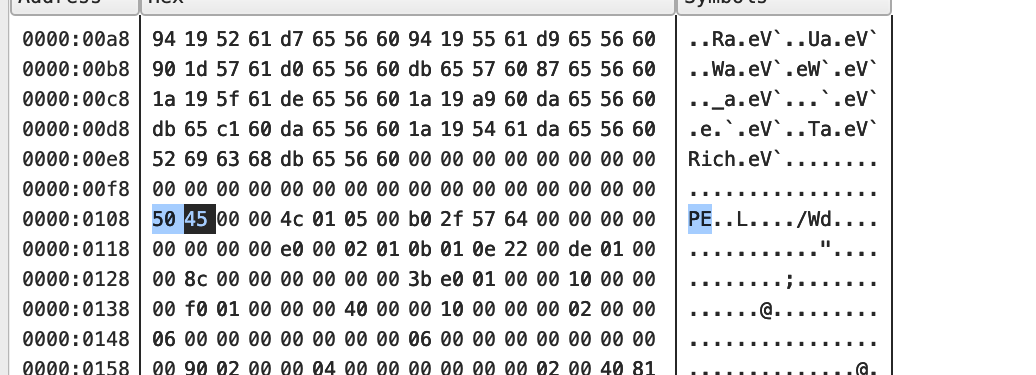 Address Hex Symbols
0000:00a8 94 19 52 61 d7 65 56 60 94 19 55 61 d9 65 56 60 ..Ra.eV`..Ua.eV`
0000:00b8 90 1d 57 61 d0 65 56 60 db 65 57 60 87 65 56 60 ..Wa.eV`.eW`.eV`
0000:00c8 1a 19 5f 61 de 65 56 60 1a 19 a9 60 da 65 56 60 .._a.eV`...`.eV`
0000:00d8 db 65 c1 60 da 65 56 60 1a 19 54 61 da 65 56 60 .e.`.eV`..Ta.eV`
0000:00e8 52 69 63 68 db 65 56 60 00 00 00 00 00 00 00 00 Rich.eV`........
0000:00f8 00 00 00 00 00 00 00 00 00 00 00 00 00 00 00 00 ................
0000:0108 50 45 00 00 4c 01 05 00 b0 2f 57 64 00 00 00 00 PE..L..../Wd....
0000:0118 00 00 00 00 e0 00 02 01 0b 01 0e 22 00 de 01 00 ..........."....
0000:0128 00 8c 00 00 00 00 00 00 3b e0 01 00 00 10 00 00 ........;.......
0000:0138 00 f0 01 00 00 00 40 00 00 10 00 00 00 02 00 00 ......@.........
0000:0148 06 00 00 00 00 00 00 00 06 00 00 00 00 00 00 00 ................
0000:0158 00 90 02 00 00 04 00 00 00 00 00 00 02 00 40 81 ..............@.